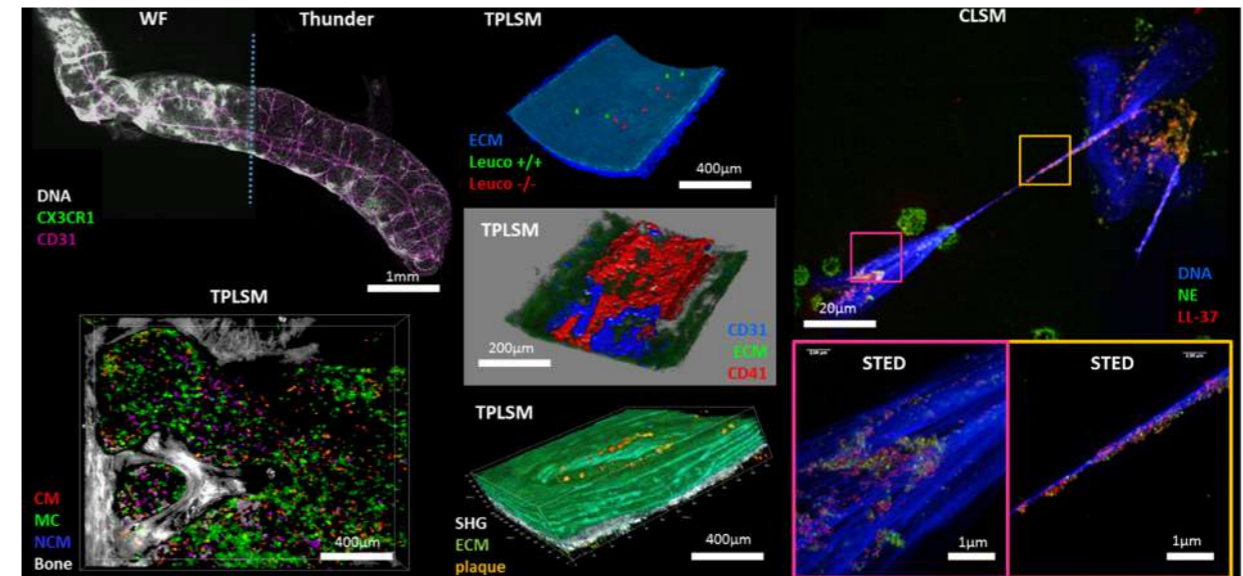 WF
Thunder
DNA
CX3CR1
CD31
1mm
TPLSM
CM
MC
NCM
Bone
400µm
TPLSM
ECM
Leuco +/+
Leuco -/-
400µm
TPLSM
200µm
CD31
ECM
CD41
TPLSM
SHG
ECM
plaque
400µm
CLSM
20µm
DNA
NE
LL-37
STED
1µm
STED
1µm